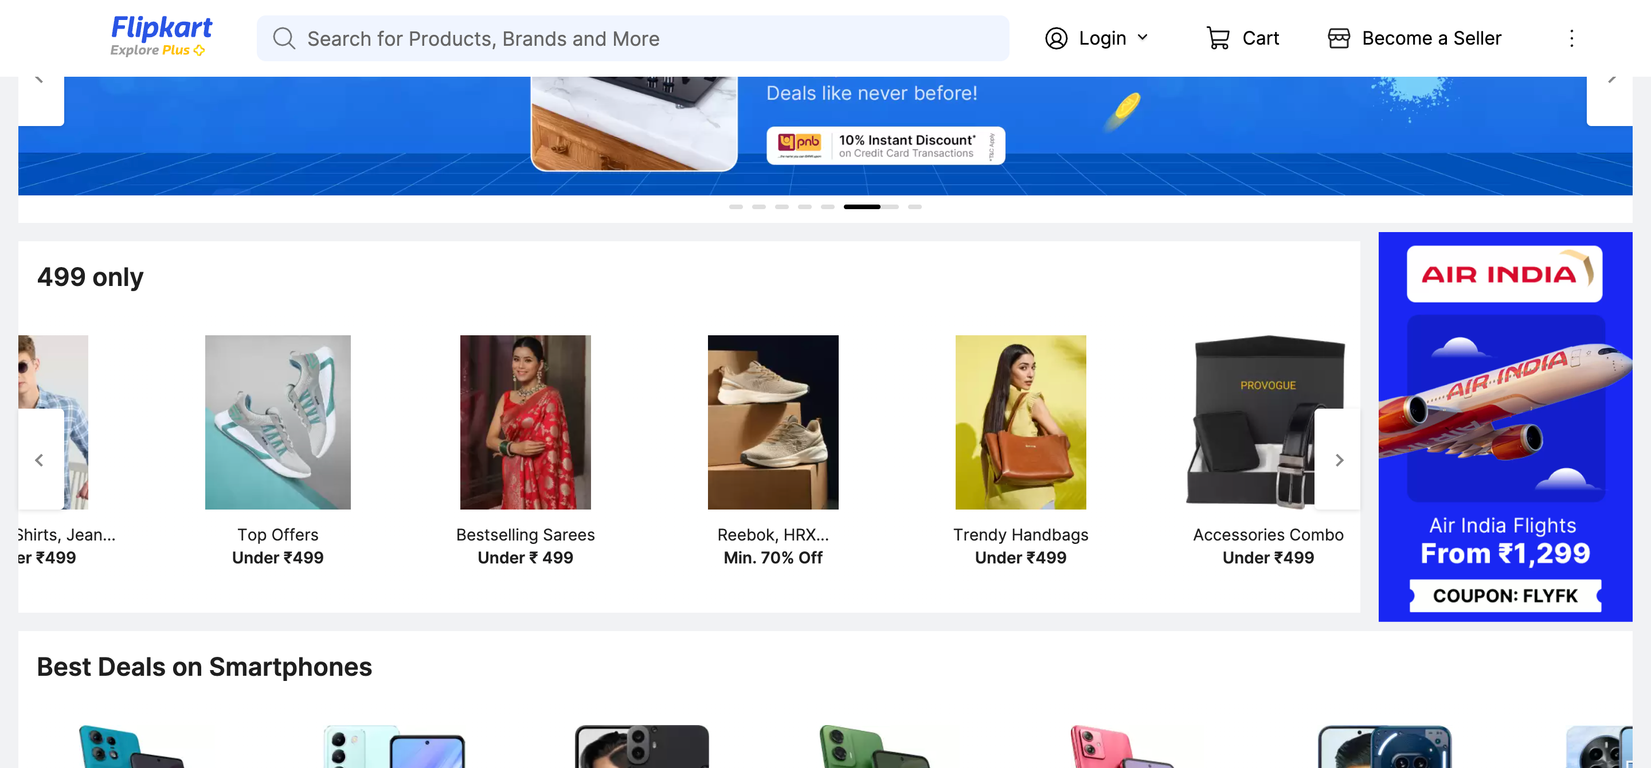 Flipkart
Explore Plus
Search for Products, Brands and More
Login
Cart
Become a Seller
Deals like never before!
pnb
10% Instant Discount*
on Credit Card Transactions
*T&C Apply
499 only
AIR INDIA
PROVOGUE
AIR INDIA
Shirts, Jean...
er ₹499
Top Offers
Under ₹499
Bestselling Sarees
Under ₹ 499
Reebok, HRX...
Min. 70% Off
Trendy Handbags
Under ₹499
Accessories Combo
Under ₹499
Air India Flights
From ₹1,299
COUPON: FLYFK
Best Deals on Smartphones